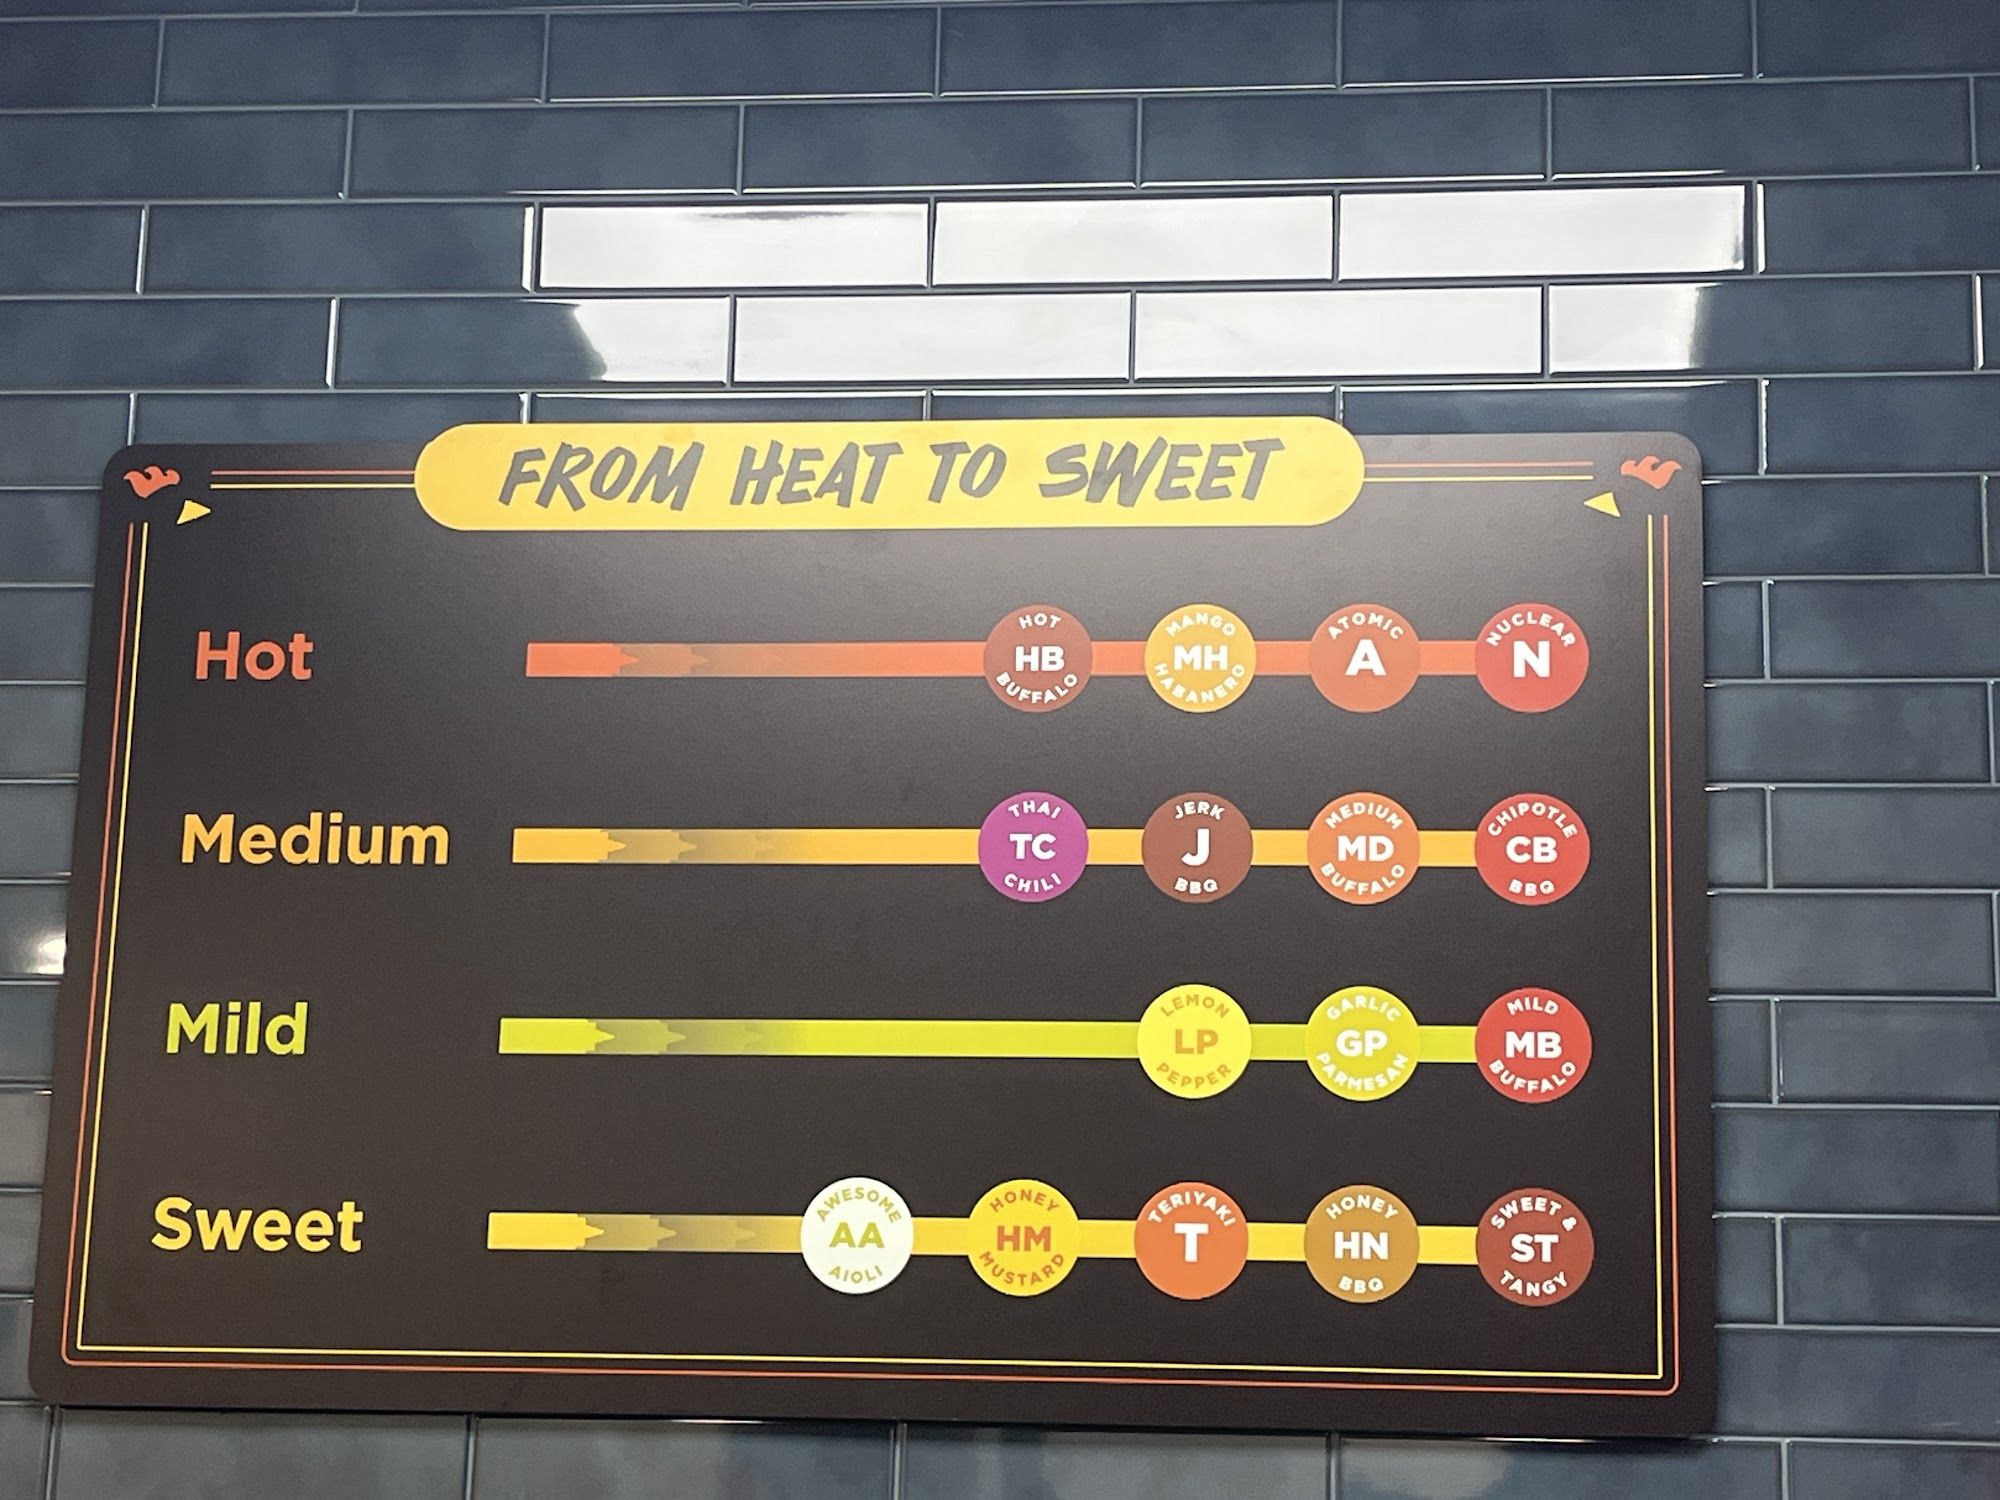 FROM HEAT TO SWEET
Hot
HOT
HB
BUFFALO
MANGO
MH
HABANERO
ATOMIC
A
NUCLEAR
N
Medium
THAI
TC
CHILI
JERK
J
BBQ
MEDIUM
MD
BUFFALO
CHIPOTLE
CB
BBQ
Mild
LEMON
LP
PEPPER
GARLIC
GP
PARMESAN
MILD
MB
BUFFALO
Sweet
AWESOME
AA
AIOLI
HONEY
HM
MUSTARD
TERIYAKI
T
HONEY
HN
BBQ
SWEET &
ST
TANGY